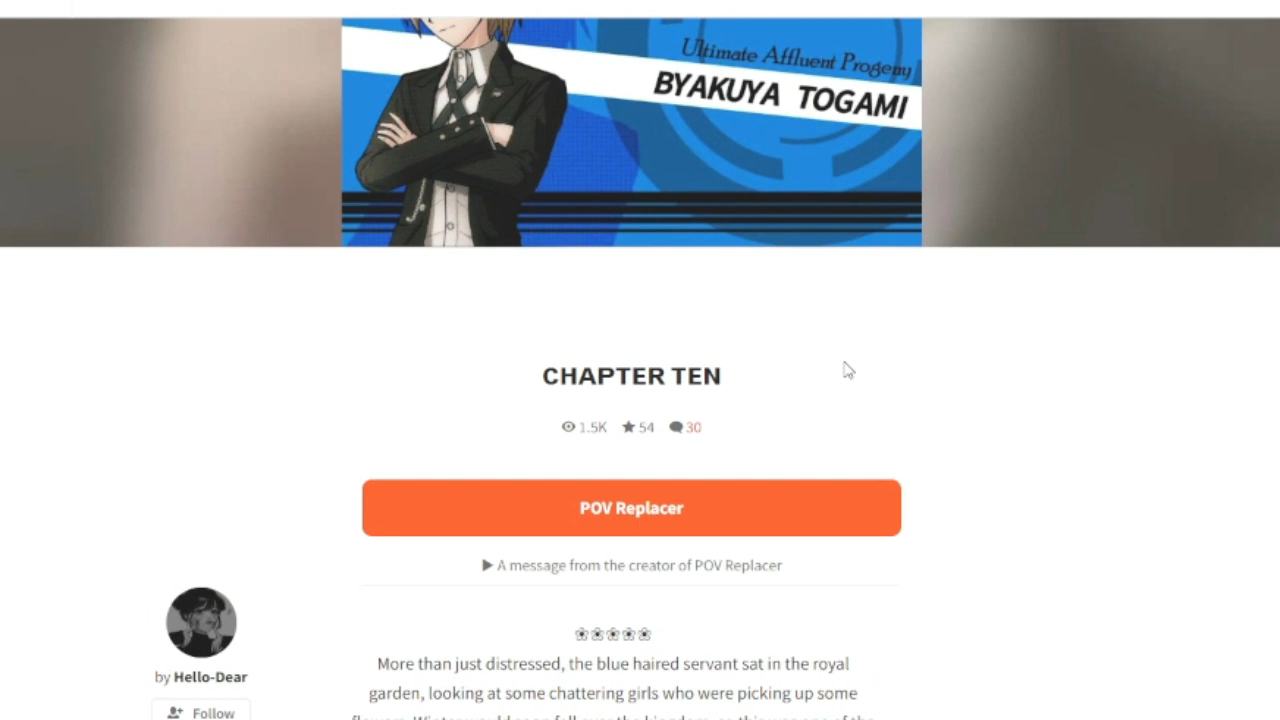 Ultimate Affluent Progeny
BYAKUYA TOGAMI
CHAPTER TEN
1.5K 54 30
POV Replacer
▶ A message from the creator of POV Replacer
❀❀❀❀❀
More than just distressed, the blue haired servant sat in the royal
garden, looking at some chattering girls who were picking up some
by Hello-Dear
Follow